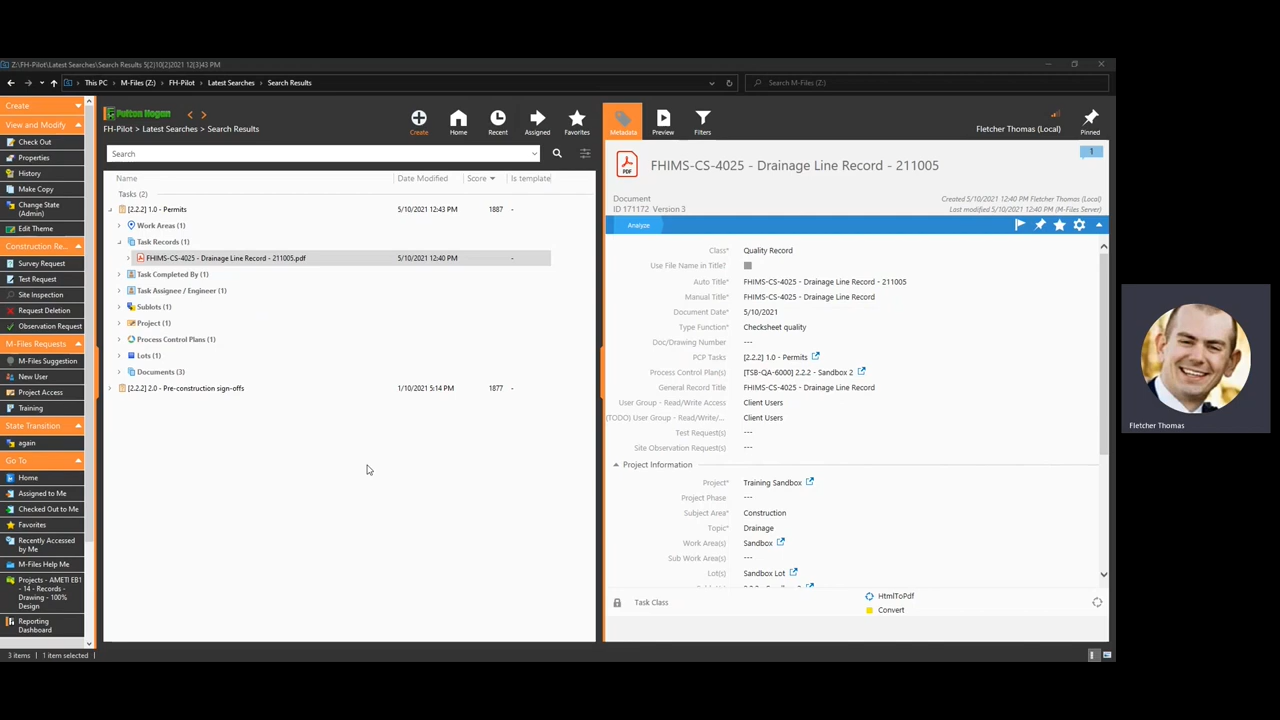 Z:\FH-Pilot\Latest Searches\Search Results 5(2)10(2)2021 12(3)43 PM
This PC > M-Files (Z:) > FH-Pilot > Latest Searches > Search Results
Search M-Files (Z:)
Create
View and Modify
Check Out
Properties
History
Make Copy
Change State
(Admin)
Edit Theme
Construction Re...
Survey Request
Test Request
Site Inspection
Request Deletion
Observation Request
M-Files Requests
M-Files Suggestion
New User
Project Access
Training
State Transition
again
Go To
Home
Assigned to Me
Checked Out to Me
Favorites
Recently Accessed
by Me
M-Files Help Me
Projects - AMETI EB1
- 14 - Records -
Drawing - 100%
Design
Reporting
Dashboard
Fulton Hogan
FH-Pilot > Latest Searches > Search Results
Create
Home
Recent
Assigned
Favorites
Search
Name Date Modified Score Is template
Tasks (2)
[2.2.2] 1.0 - Permits 5/10/2021 12:43 PM 1887 -
Work Areas (1)
Task Records (1)
FHIMS-CS-4025 - Drainage Line Record - 211005.pdf 5/10/2021 12:40 PM -
Task Completed By (1)
Task Assignee / Engineer (1)
Sublots (1)
Project (1)
Process Control Plans (1)
Lots (1)
Documents (3)
[2.2.2] 2.0 - Pre-construction sign-offs 1/10/2021 5:14 PM 1877 -
Metadata
Preview
Filters
Fletcher Thomas (Local)
Pinned
1
PDF
FHIMS-CS-4025 - Drainage Line Record - 211005
Document
ID 171172 Version 3
Created 5/10/2021 12:40 PM Fletcher Thomas (Local)
Last modified 5/10/2021 12:40 PM (M-Files Server)
Analyze
Class* Quality Record
Use File Name in Title?
Auto Title* FHIMS-CS-4025 - Drainage Line Record - 211005
Manual Title* FHIMS-CS-4025 - Drainage Line Record
Document Date* 5/10/2021
Type Function* Checksheet quality
Doc/Drawing Number ---
PCP Tasks [2.2.2] 1.0 - Permits
Process Control Plan(s) [TSB-QA-6000] 2.2.2 - Sandbox 2
General Record Title FHIMS-CS-4025 - Drainage Line Record
User Group - Read/Write Access Client Users
(TODO) User Group - Read/Write/... Client Users
Test Request(s) ---
Site Observation Request(s) ---
Project Information
Project* Training Sandbox
Project Phase ---
Subject Area* Construction
Topic* Drainage
Work Area(s) Sandbox
Sub Work Area(s) ---
Lot(s) Sandbox Lot
Task Class
HtmlToPdf
Convert
3 items
1 item selected
Fletcher Thomas